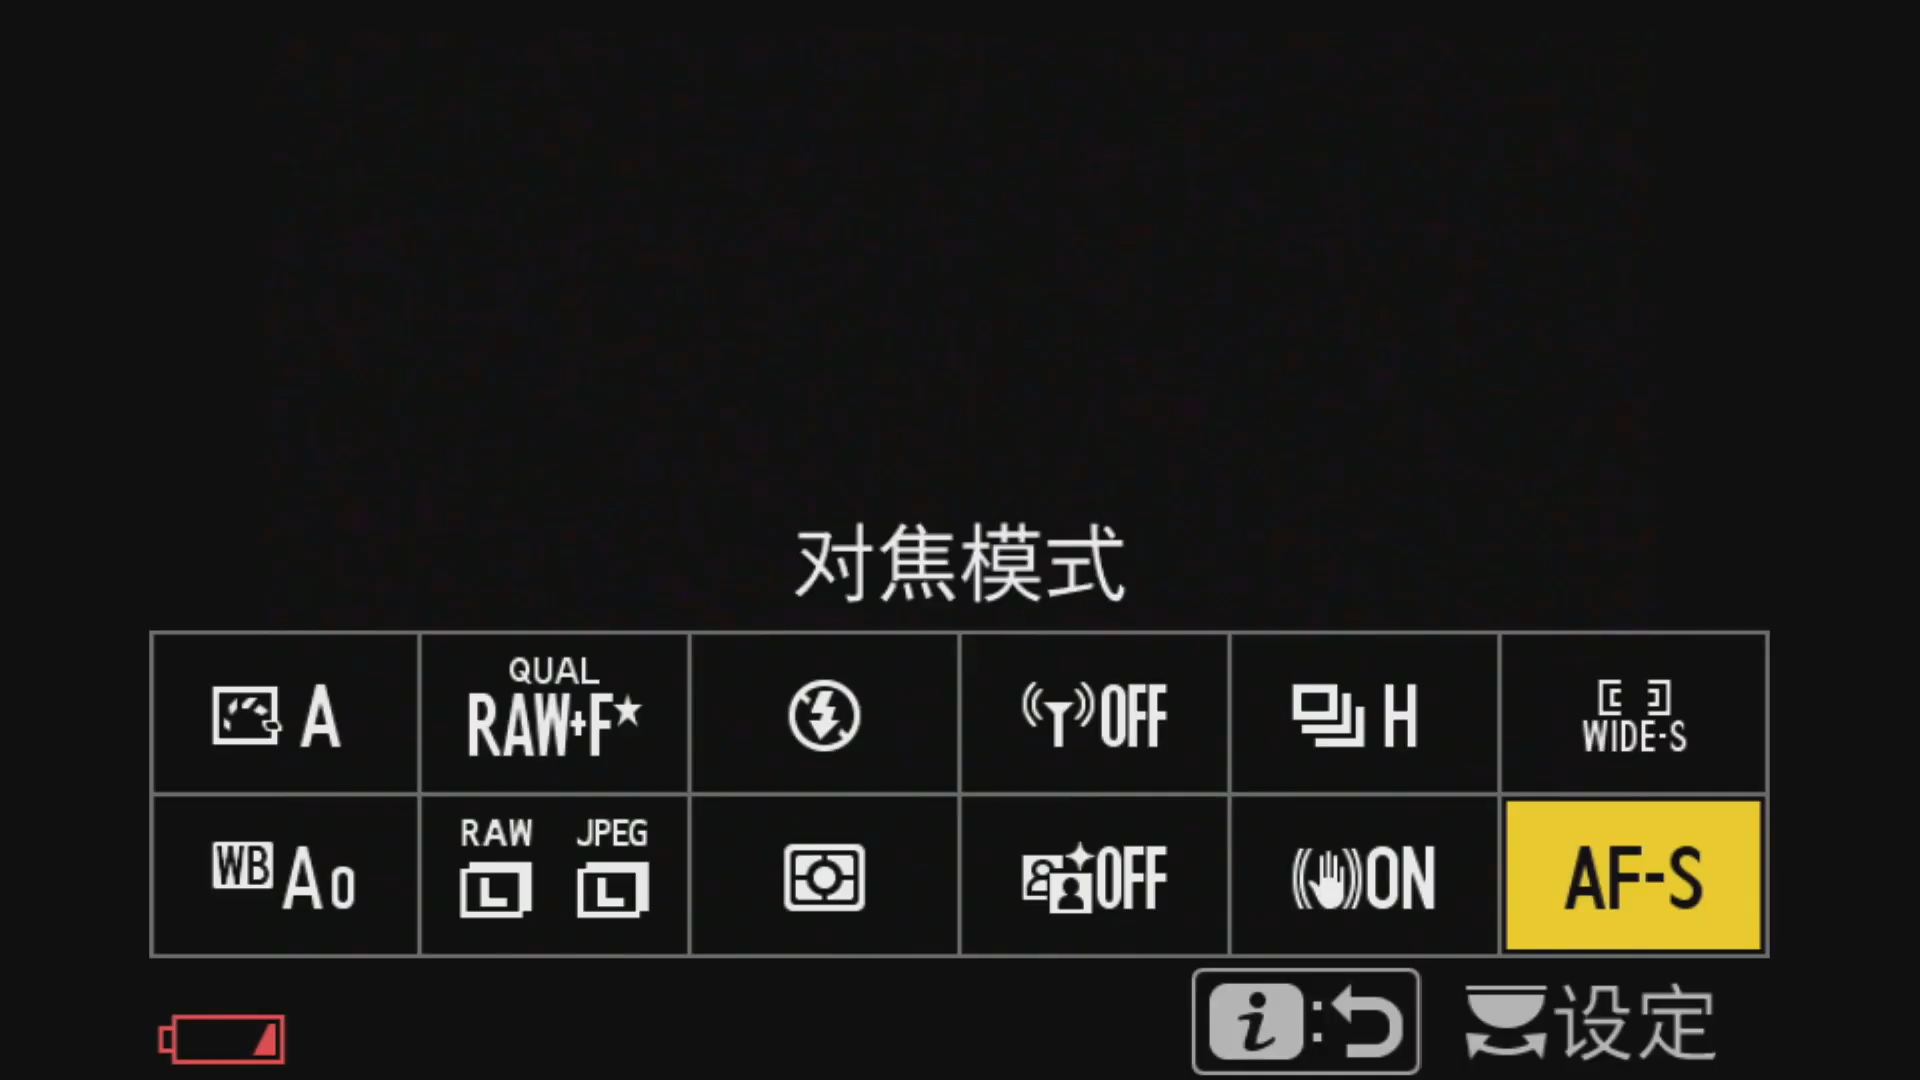 对焦模式
A
QUAL
RAW+F★
OFF
H
WIDE-S
WB A0
RAW JPEG
L L
OFF
ON
AF-S
i: 设定